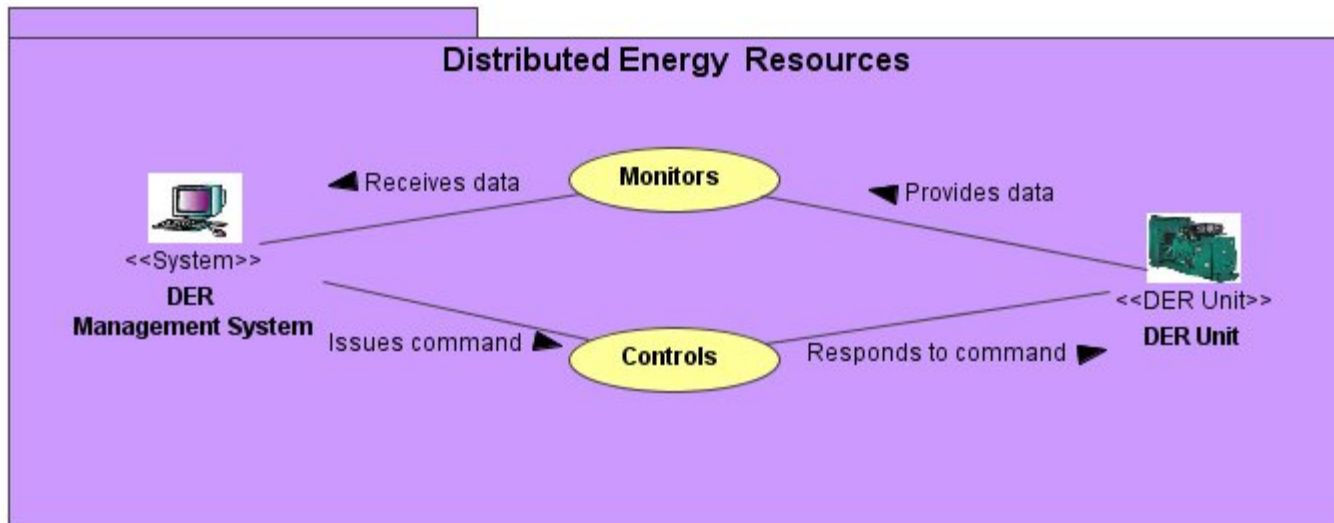 Distributed Energy Resources
Monitors
Receives data
Provides data
<<System>>
DER
Management System
<<DER Unit>>
DER Unit
Issues command
Controls
Responds to command